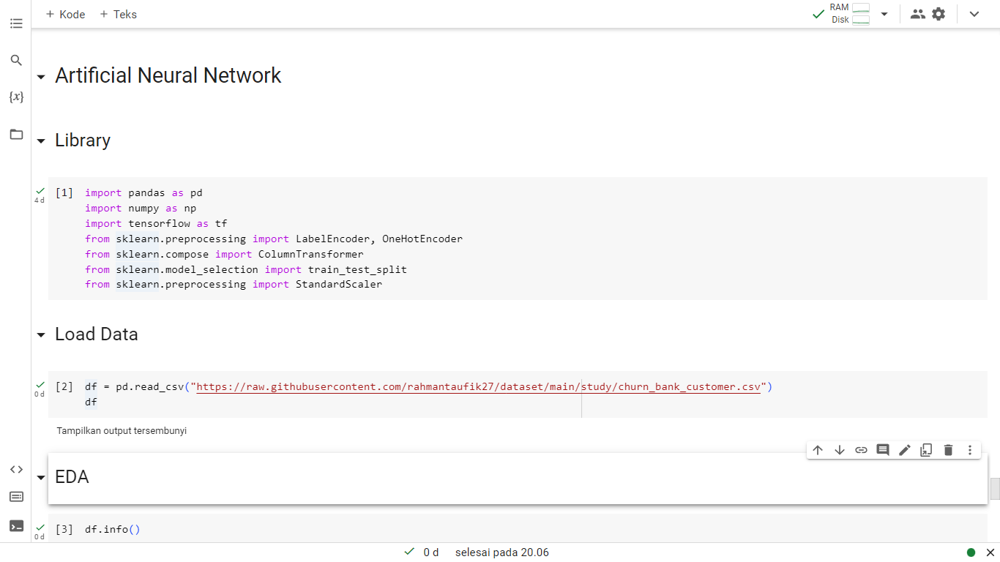 + Kode + Teks
RAM
Disk
Artificial Neural Network
{x}
Library
4 d
[1] import pandas as pd
import numpy as np
import tensorflow as tf
from sklearn.preprocessing import LabelEncoder, OneHotEncoder
from sklearn.compose import ColumnTransformer
from sklearn.model_selection import train_test_split
from sklearn.preprocessing import StandardScaler
Load Data
0 d
[2] df = pd.read_csv("https://raw.githubusercontent.com/rahmantaufik27/dataset/main/study/churn_bank_customer.csv")
df
Tampilkan output tersembunyi
EDA
0 d
[3] df.info()
0 d selesai pada 20.06